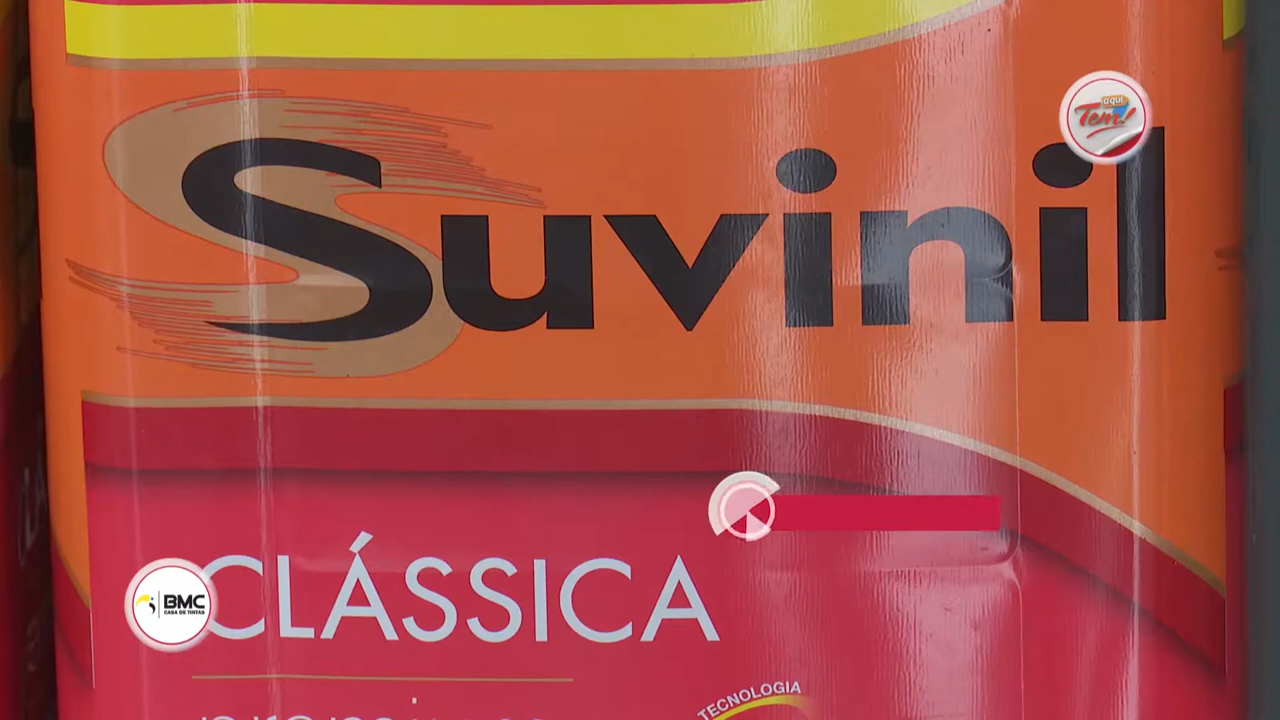 aqui
Tem!
Suvinil
CLÁSSICA
BMC
CASA DE TINTAS
TECNOLOGIA